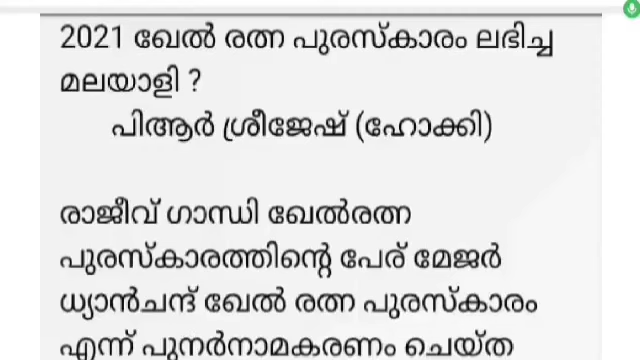 2021 ഖേൽ രത്ന പുരസ്കാരം ലഭിച്ച
മലയാളി ?
പിആർ ശ്രീജേഷ് (ഹോക്കി)
രാജീവ് ഗാന്ധി ഖേൽരത്ന
പുരസ്കാരത്തിന്റെ പേര് മേജർ
ധ്യാൻചന്ദ് ഖേൽ രത്ന പുരസ്കാരം
എന്ന് പുനർനാമകരണം ചെയ്ത